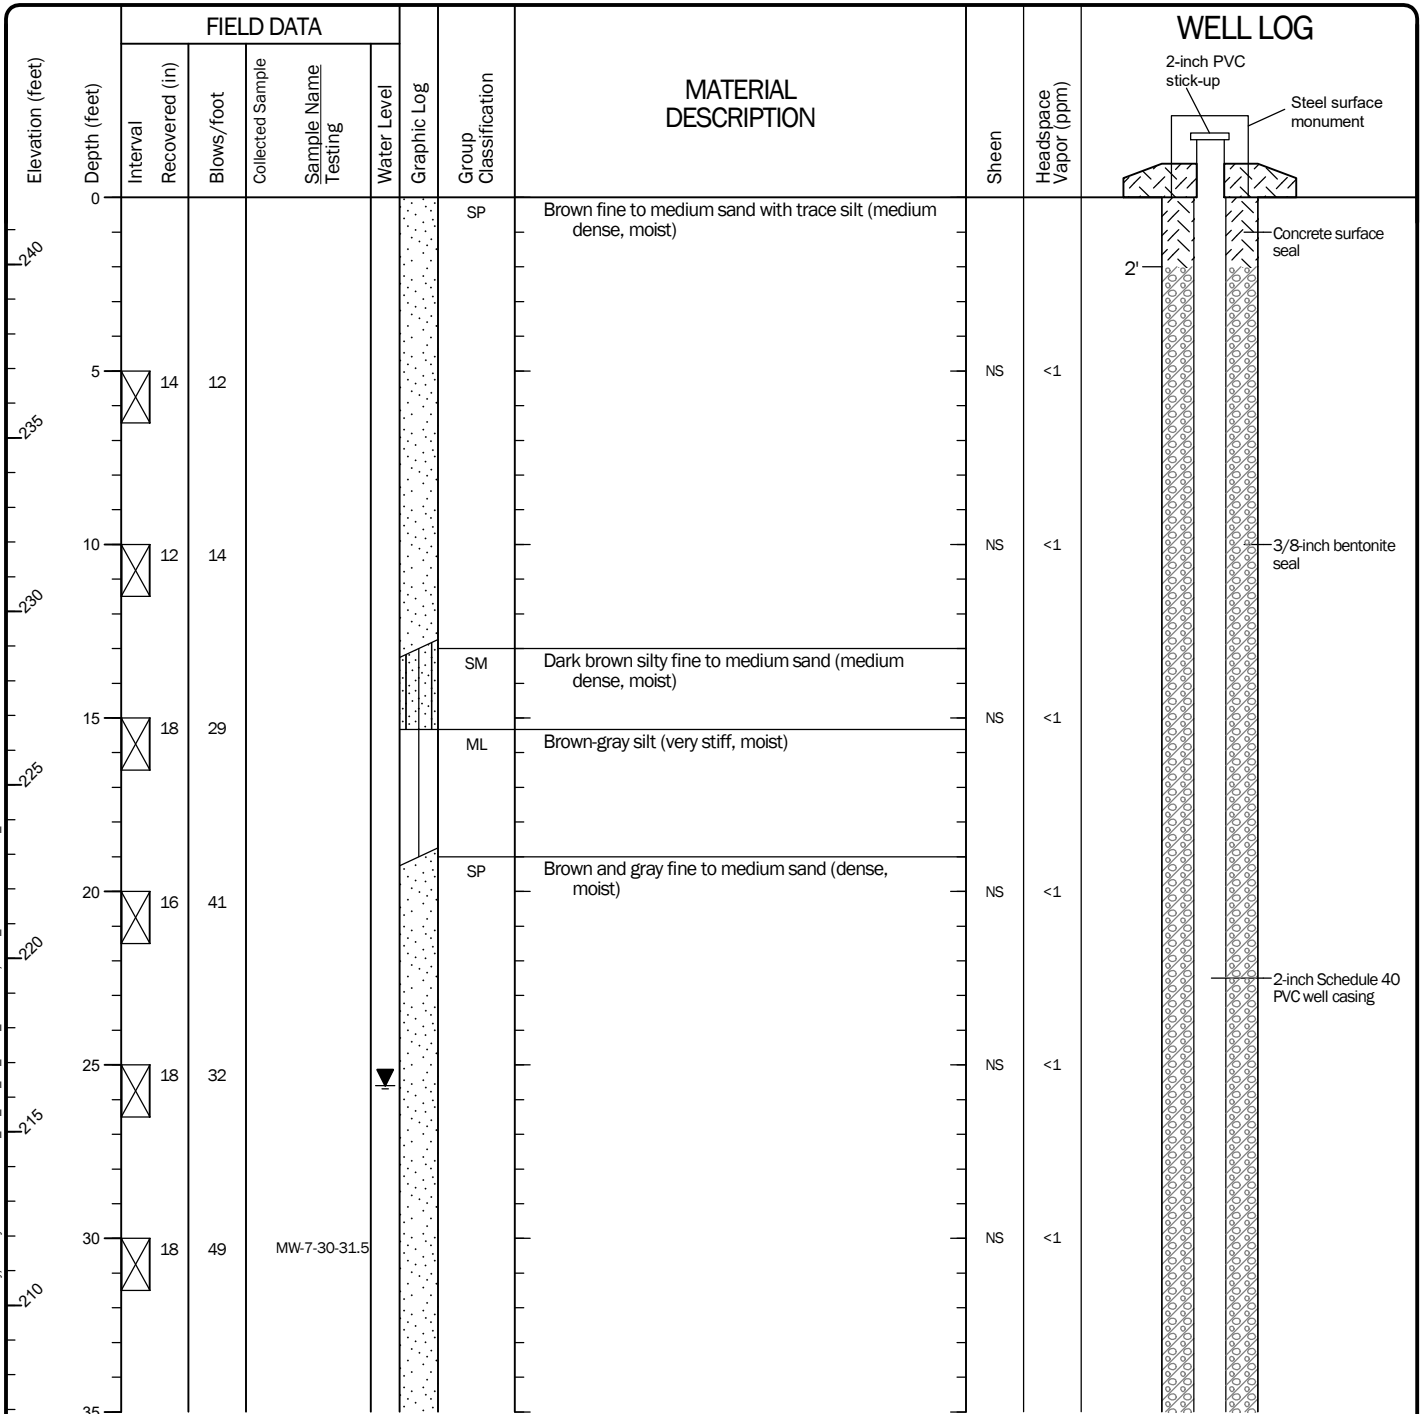 FIELD DATA
WELL LOG
Elevation (feet)
Depth (feet)
Interval
Recovered (in)
Blows/foot
Collected Sample
Sample Name
Testing
Water Level
Graphic Log
Group
Classification
MATERIAL
DESCRIPTION
Sheen
Headspace
Vapor (ppm)
2-inch PVC
stick-up
Steel surface
monument
0
SP
Brown fine to medium sand with trace silt (medium
dense, moist)
Concrete surface
seal
240
2'
5
14
12
NS
<1
235
10
12
14
NS
<1
3/8-inch bentonite
seal
230
SM
Dark brown silty fine to medium sand (medium
dense, moist)
15
18
29
NS
<1
ML
Brown-gray silt (very stiff, moist)
225
SP
Brown and gray fine to medium sand (dense,
moist)
20
16
41
NS
<1
220
2-inch Schedule 40
PVC well casing
25
18
32
NS
<1
215
30
18
49
MW-7-30-31.5
NS
<1
210
35